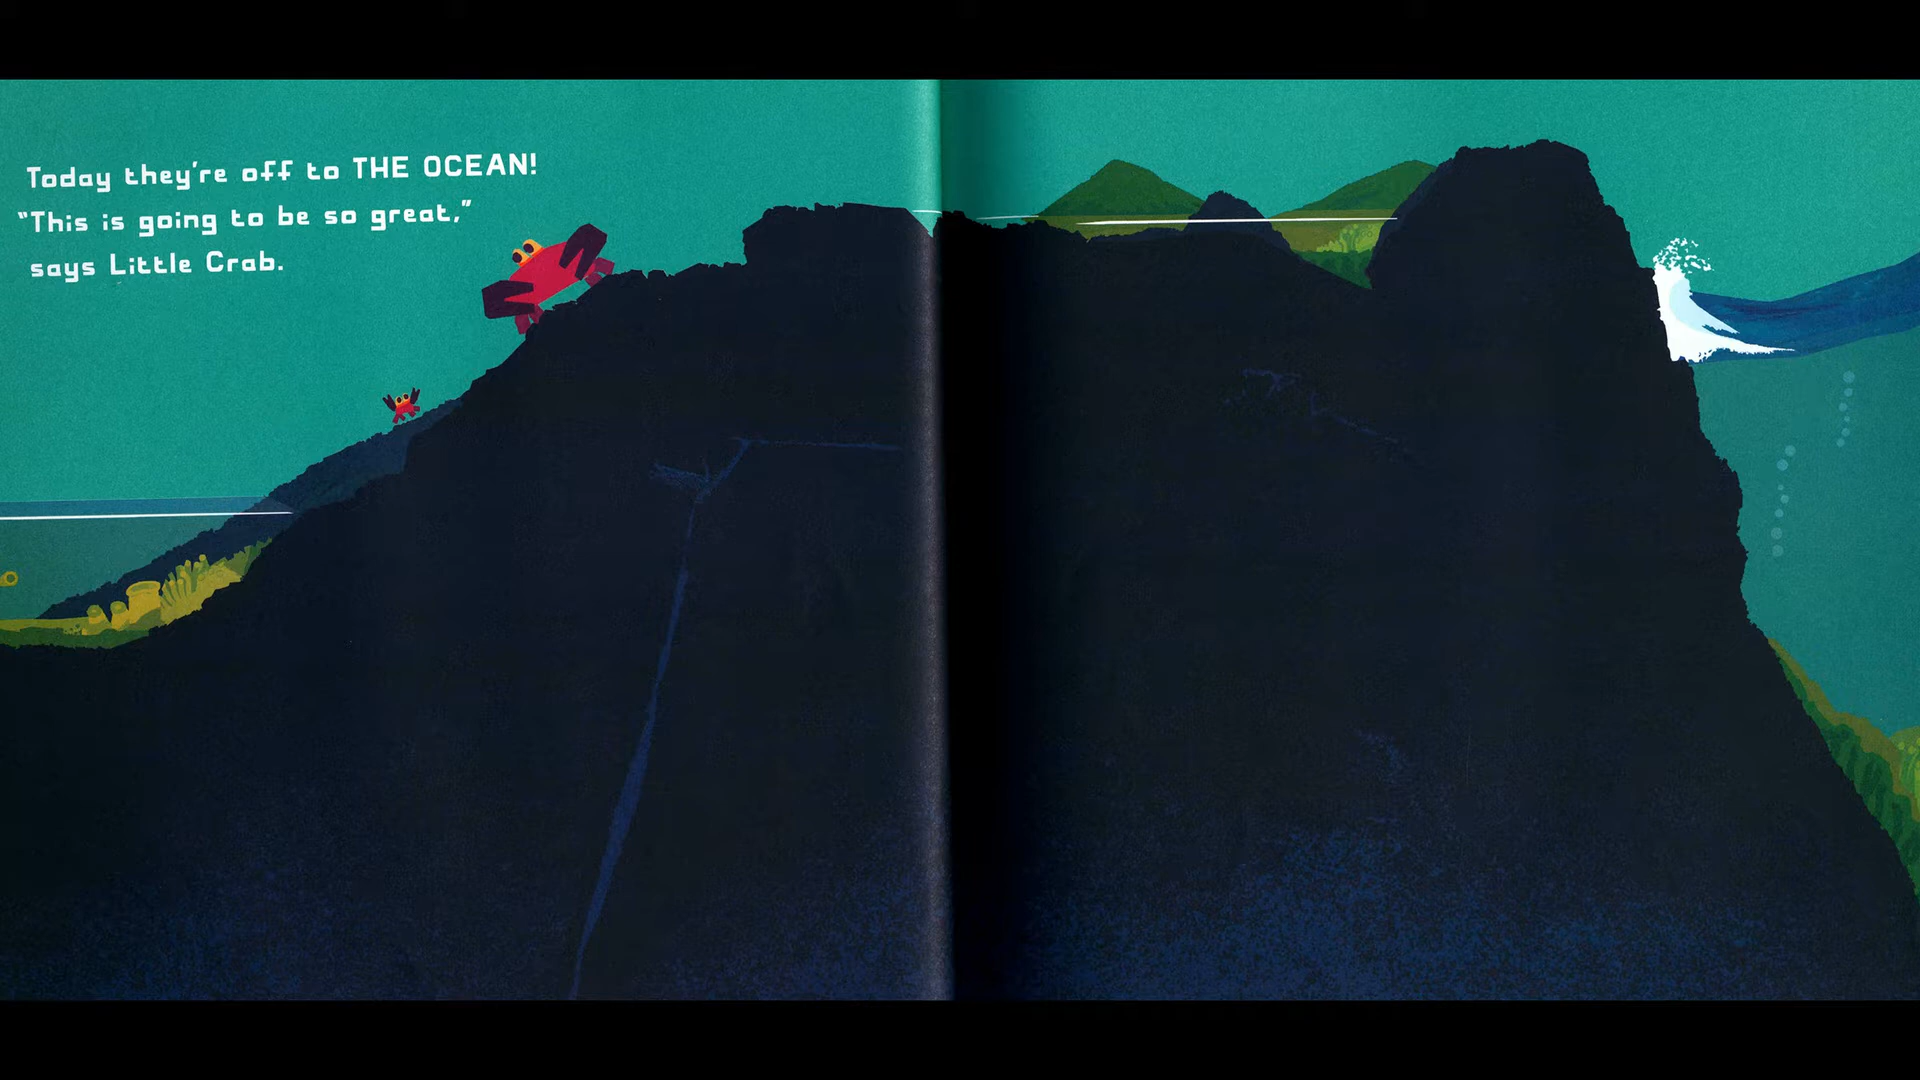 Today they're off to THE OCEAN!
“This is going to be so great,”
says Little Crab.